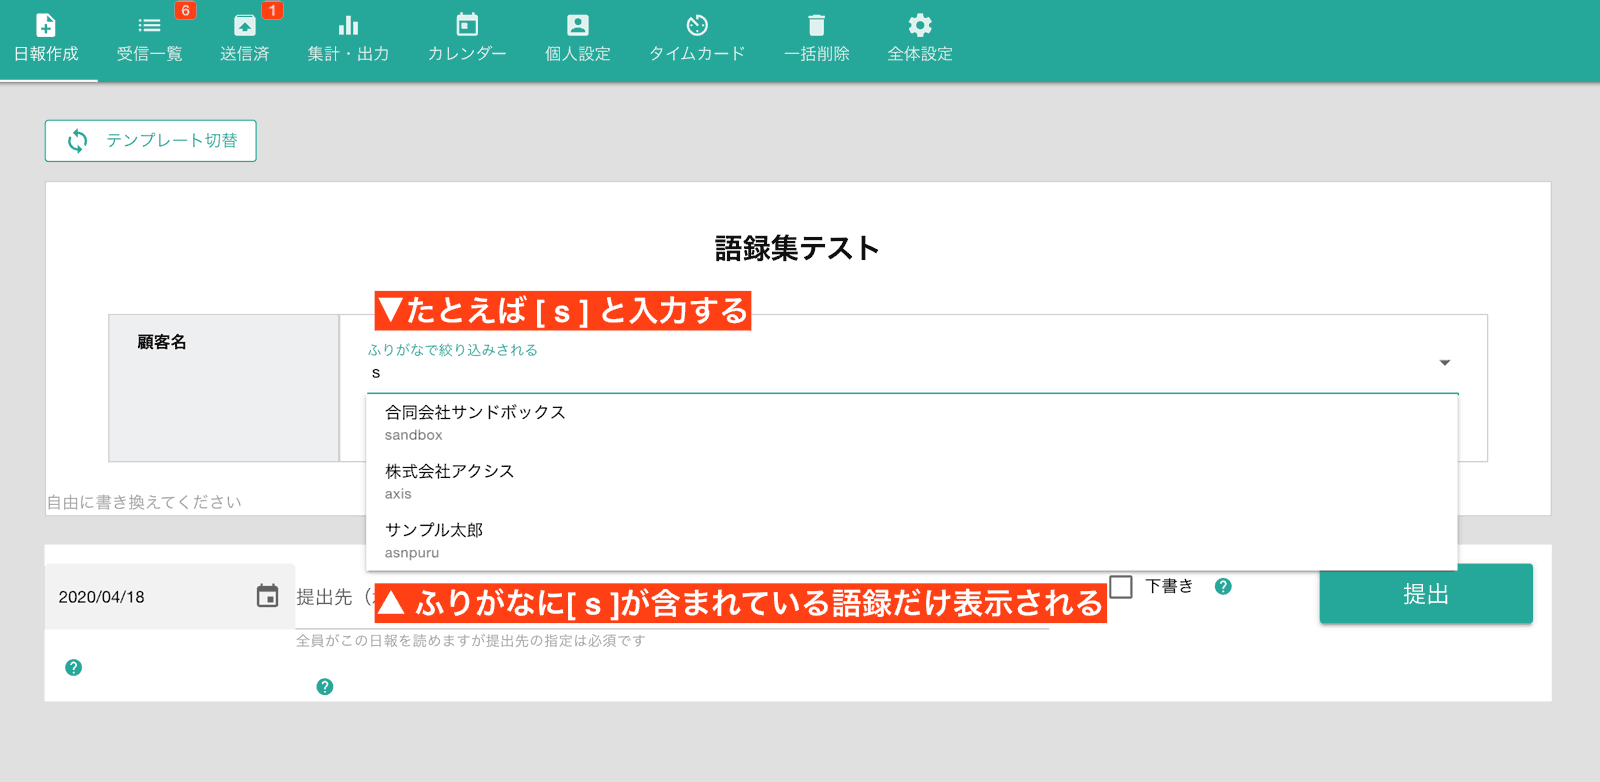 6
1
日報作成
受信一覧
送信済
集計・出力
カレンダー
個人設定
タイムカード
一括削除
全体設定
テンプレート切替
語録集テスト
▼たとえば [ s ] と入力する
顧客名
ふりがなで絞り込みされる
s
合同会社サンドボックス
sandbox
株式会社アクシス
axis
サンプル太郎
asnpuru
自由に書き換えてください
2020/04/18
提出先（
▲ ふりがなに[ s ]が含まれている語録だけ表示される
下書き
?
提出
全員がこの日報を読めますが提出先の指定は必須です
?
?